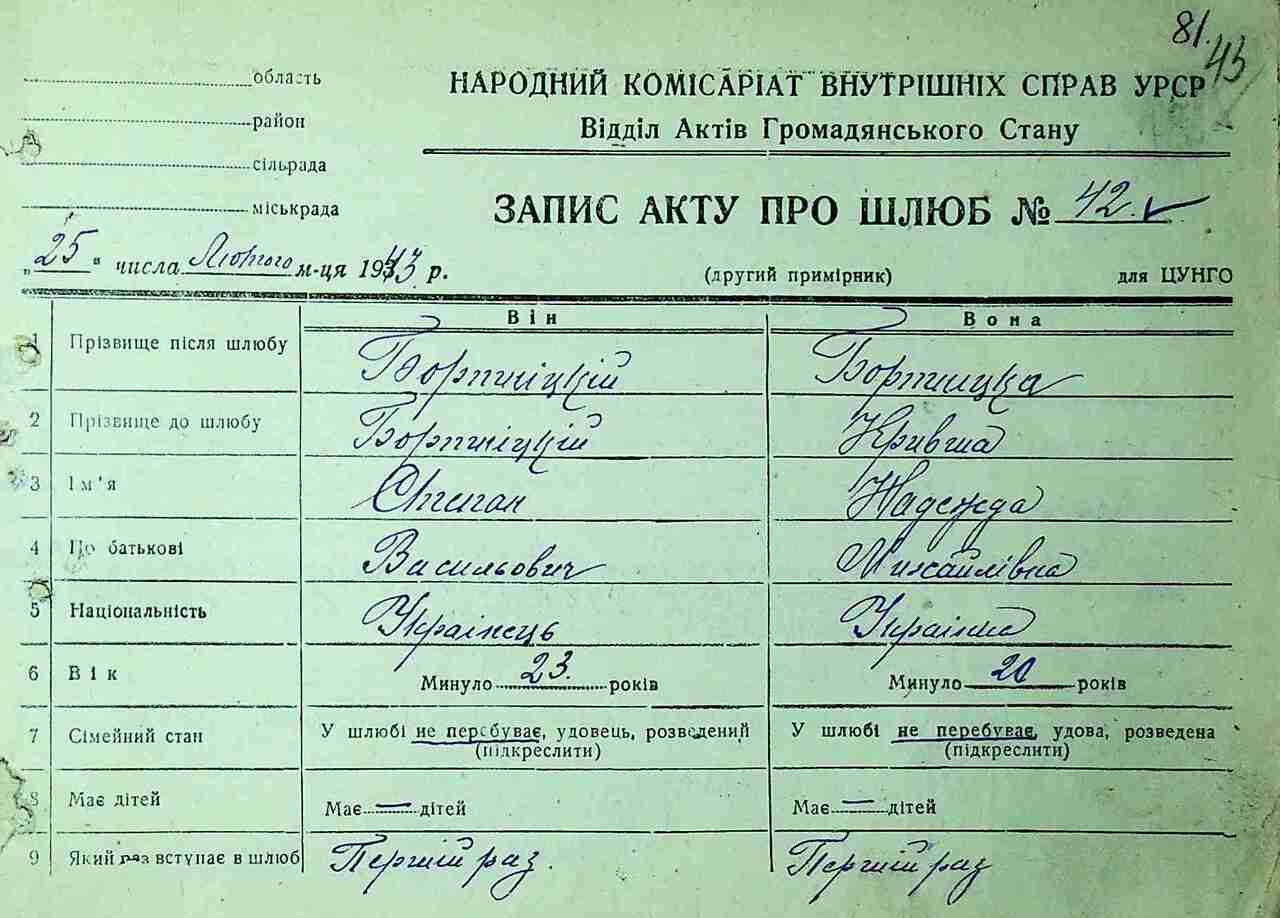 81.
43
область
район
сільрада
міськрада
НАРОДНИЙ КОМІСАРІАТ ВНУТРІШНІХ СПРАВ УРСР
Відділ Актів Громадянського Стану
ЗАПИС АКТУ ПРО ШЛЮБ № 42.
„25" числа Лютого м-ця 1943 р.
(другий примірник)
для ЦУНГО
Він
Вона
1 Прізвище після шлюбу Бортніцкій Бортницка
2 Прізвище до шлюбу Бортніцкій Кривша
3 Ім'я Степан Надежда
4 По батькові Васильович Михайлівна
5 Національність Українець Українка
6 Вік Минуло 23. років Минуло 20 років
7 Сімейний стан У шлюбі не перебуває, удовець, розведений У шлюбі не перебуває, удова, розведена
(підкреслити) (підкреслити)
8 Має дітей Має — дітей Має — дітей
9 Який раз вступає в шлюб Перший раз. Перший раз